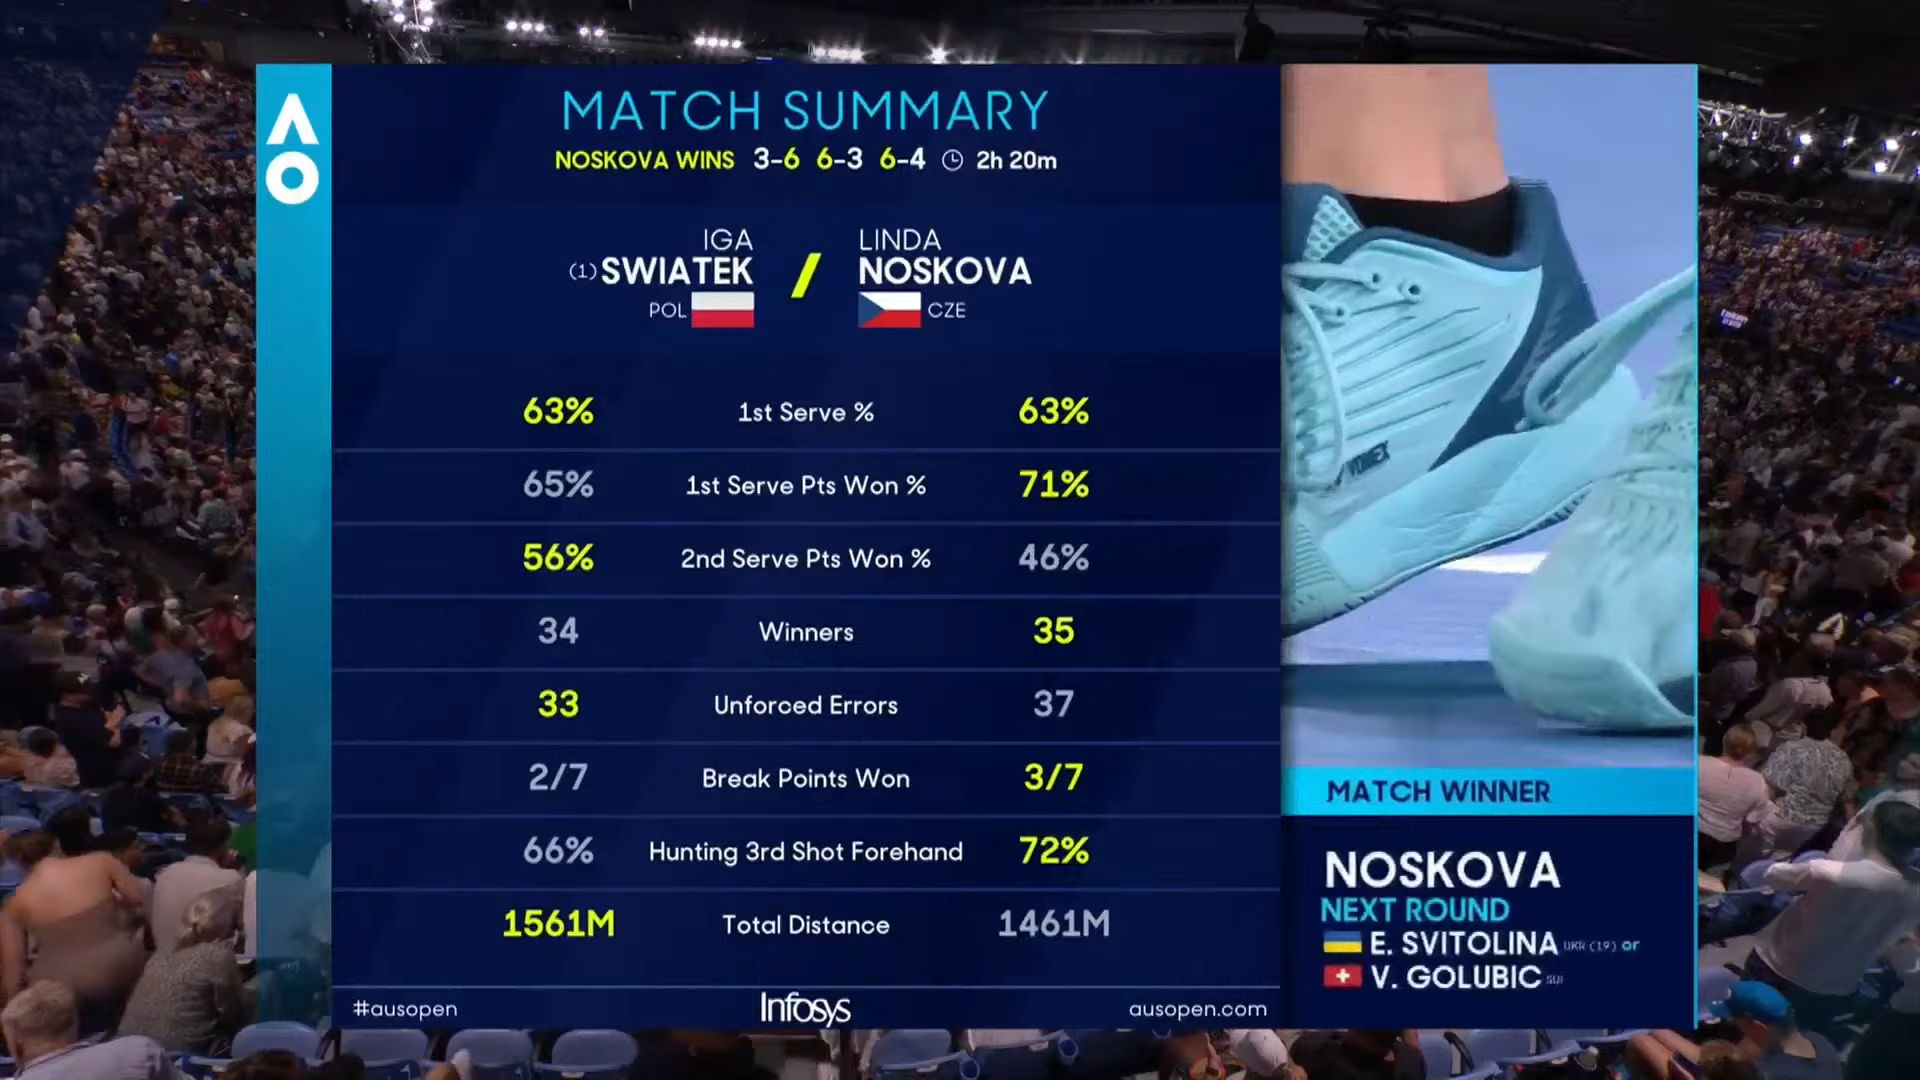 AO
MATCH SUMMARY
NOSKOVA WINS 3-6 6-3 6-4 2h 20m
IGA
(1) SWIATEK
POL
/
LINDA
NOSKOVA
CZE
63% 1st Serve % 63%
65% 1st Serve Pts Won % 71%
56% 2nd Serve Pts Won % 46%
34 Winners 35
33 Unforced Errors 37
2/7 Break Points Won 3/7
66% Hunting 3rd Shot Forehand 72%
1561M Total Distance 1461M
#ausopen Infosys ausopen.com
YONEX
MATCH WINNER
NOSKOVA
NEXT ROUND
E. SVITOLINA UKR (19) or
V. GOLUBIC SUI